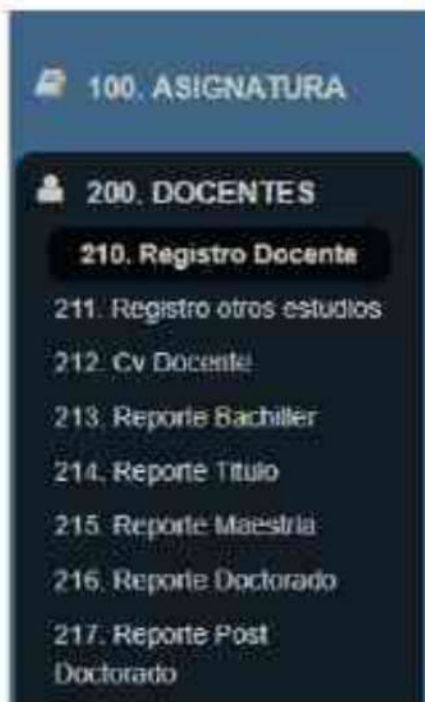 100. ASIGNATURA
200. DOCENTES
210. Registro Docente
211. Registro otros estudios
212. Cv Docente
213. Reporte Bachiller
214. Reporte Titulo
215. Reporte Maestria
216. Reporte Doctorado
217. Reporte Post
Doctorado